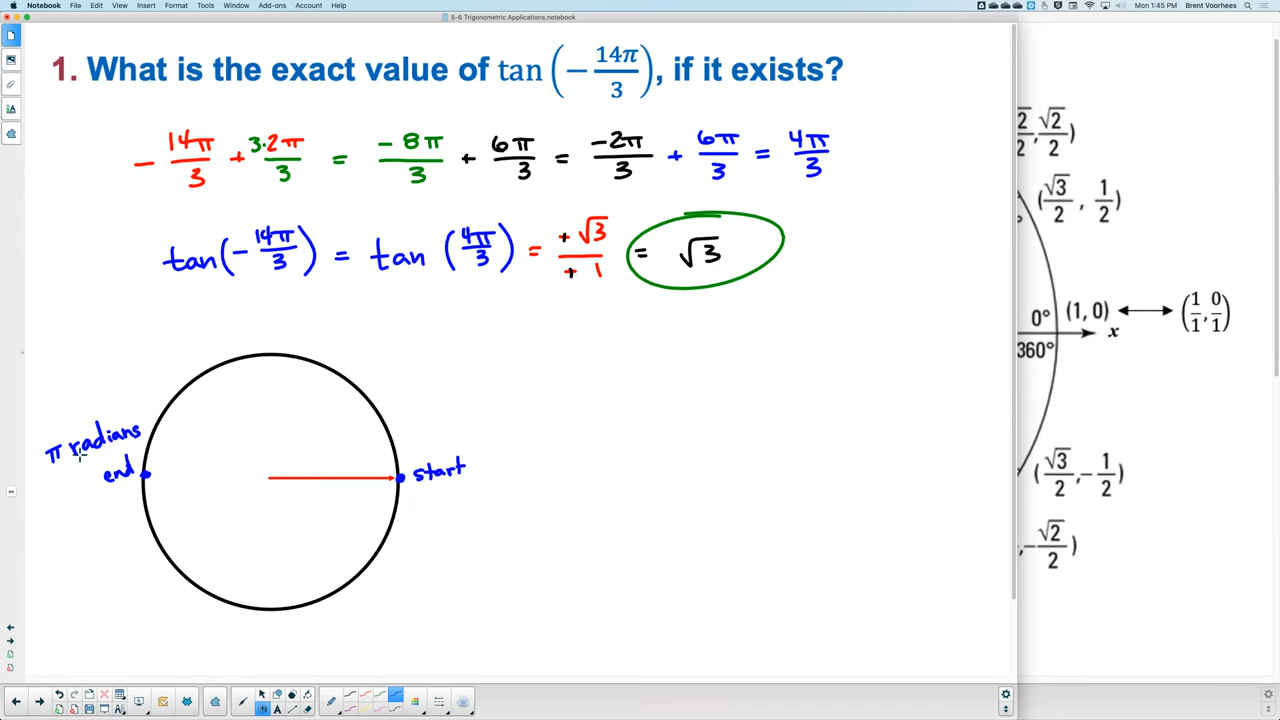 Notebook File Edit View Insert Format Tools Window Add-ons Account Help Mon 1:45 PM Brent Voorhees
5-6 Trigonometric Applications.notebook
1. What is the exact value of tan (− 14π/3), if it exists?
− 14π/3 + 3·2π/3 = −8π/3 + 6π/3 = −2π/3 + 6π/3 = 4π/3
tan(− 14π/3) = tan (4π/3) = √3/1 = √3
π radians
end
start
√2/2)
(√3/2 , 1/2)
0° (1, 0) (1/1, 0/1)
x
360°
(√3/2, − 1/2)
,−√2/2)